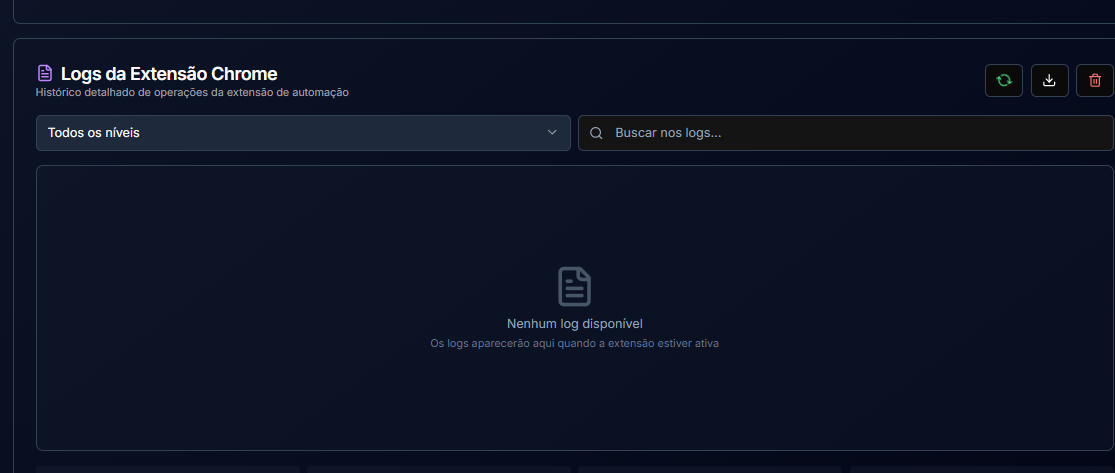 Logs da Extensão Chrome
Histórico detalhado de operações da extensão de automação
Todos os níveis
Buscar nos logs...
Nenhum log disponível
Os logs aparecerão aqui quando a extensão estiver ativa